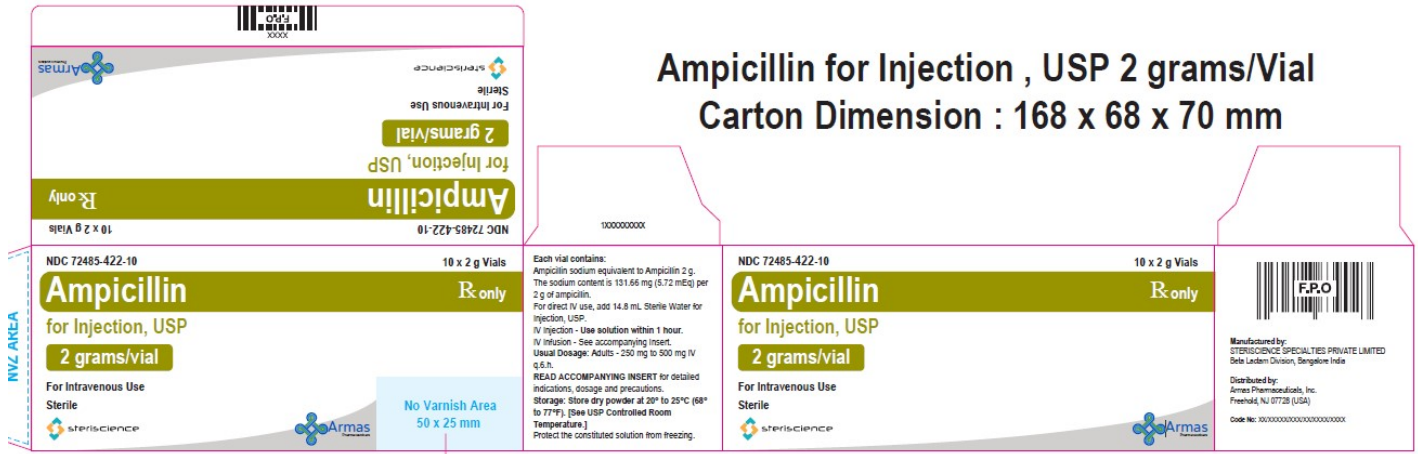 F.P.O
XXXX
Armas
Pharmaceuticals
steriscience
Sterile
For Intravenous Use
2 grams/vial
for Injection, USP
Ampicillin
Rx only
NDC 72485-422-10
10 x 2 g Vials
Ampicillin for Injection , USP 2 grams/Vial
Carton Dimension : 168 x 68 x 70 mm
1XXXXXXXXX
NVZ AREA
NDC 72485-422-10
10 x 2 g Vials
Ampicillin
Rx only
for Injection, USP
2 grams/vial
For Intravenous Use
Sterile
steriscience
Armas
Pharmaceuticals
No Varnish Area
50 x 25 mm
Each vial contains:
Ampicillin sodium equivalent to Ampicillin 2 g.
The sodium content is 131.66 mg (5.72 mEq) per
2 g of ampicillin.
For direct IV use, add 14.8 mL Sterile Water for
Injection, USP.
IV Injection - Use solution within 1 hour.
IV Infusion - See accompanying Insert.
Usual Dosage: Adults - 250 mg to 500 mg IV
q.6.h.
READ ACCOMPANYING INSERT for detailed
indications, dosage and precautions.
Storage: Store dry powder at 20° to 25°C (68°
to 77°F). [See USP Controlled Room
Temperature.]
Protect the constituted solution from freezing.
NDC 72485-422-10
10 x 2 g Vials
Ampicillin
Rx only
for Injection, USP
2 grams/vial
For Intravenous Use
Sterile
steriscience
Armas
Pharmaceuticals
F.P.O
Manufactured by:
STERISCIENCE SPECIALTIES PRIVATE LIMITED
Beta Lactam Division, Bangalore India
Distributed by:
Armas Pharmaceuticals, Inc.
Freehold, NJ 07728 (USA)